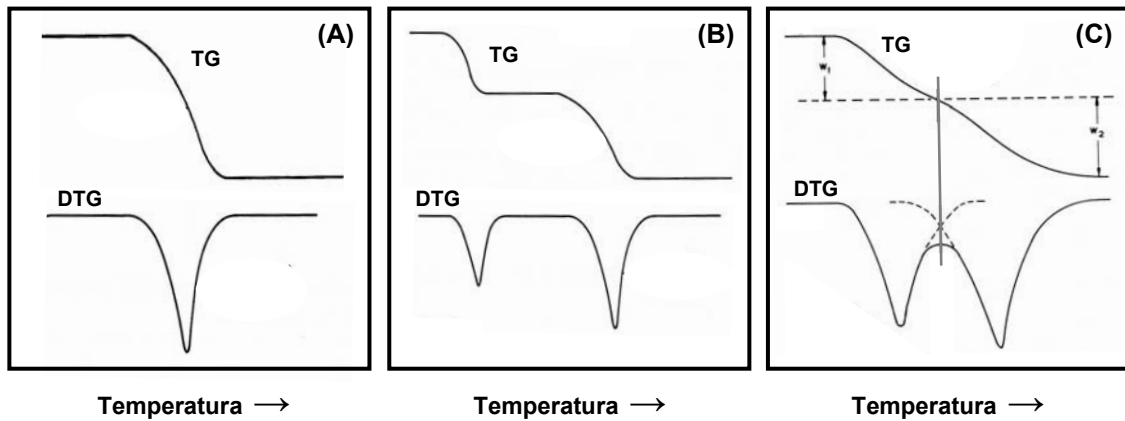 (A)
TG
DTG
Temperatura →
(B)
TG
DTG
Temperatura →
(C)
TG
w₁
w₂
DTG
Temperatura →